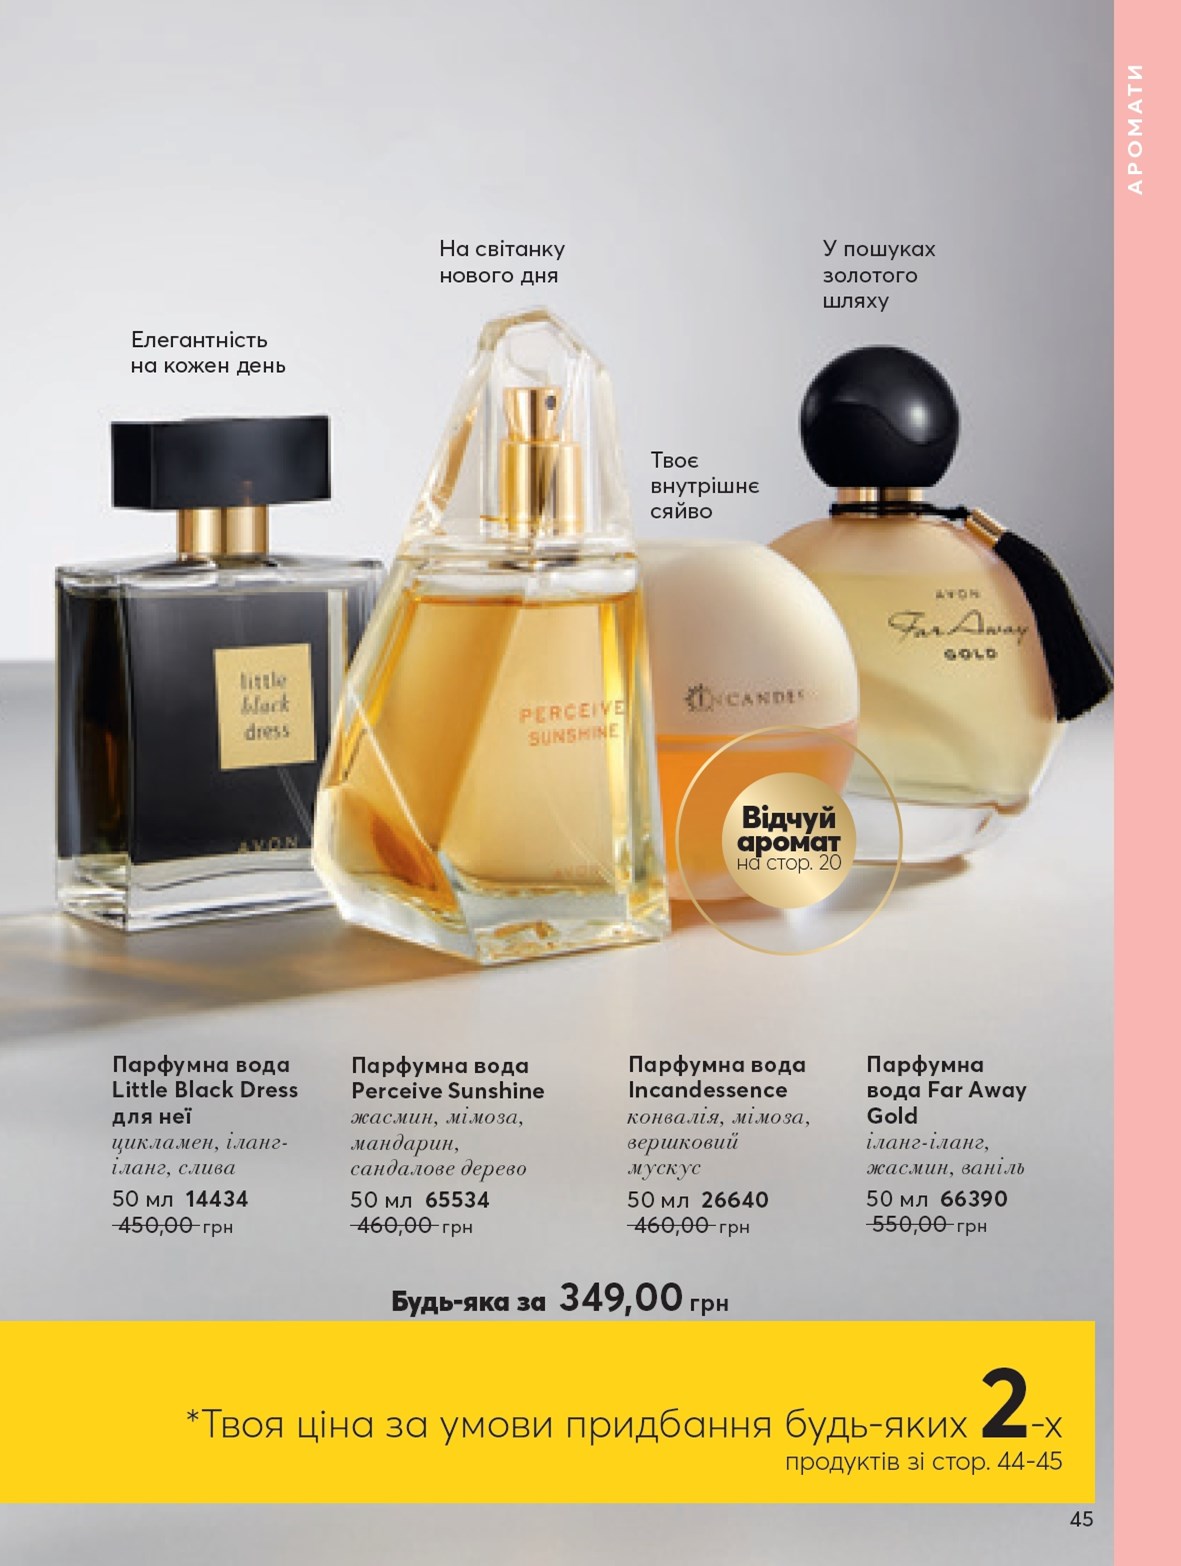 АРОМАТИ
На світанку
нового дня
У пошуках
золотого
шляху
Елегантність
на кожен день
Твоє
внутрішнє
сяйво
AVON
Far Away
GOLD
little
black
dress
AVON
PERCEIVE
SUNSHINE
AVON
INCANDES
Відчуй
аромат
на стор. 20
Парфумна вода
Little Black Dress
для неї
цикламен, іланг-
іланг, слива
50 мл 14434
450,00 грн
Парфумна вода
Perceive Sunshine
жасмин, мімоза,
мандарин,
сандалове дерево
50 мл 65534
460,00 грн
Парфумна вода
Incandessence
конвалія, мімоза,
вершковий
мускус
50 мл 26640
460,00 грн
Парфумна
вода Far Away
Gold
іланг-іланг,
жасмин, ваніль
50 мл 66390
550,00 грн
Будь-яка за 349,00 грн
*Твоя ціна за умови придбання будь-яких 2-х
продуктів зі стор. 44-45
45